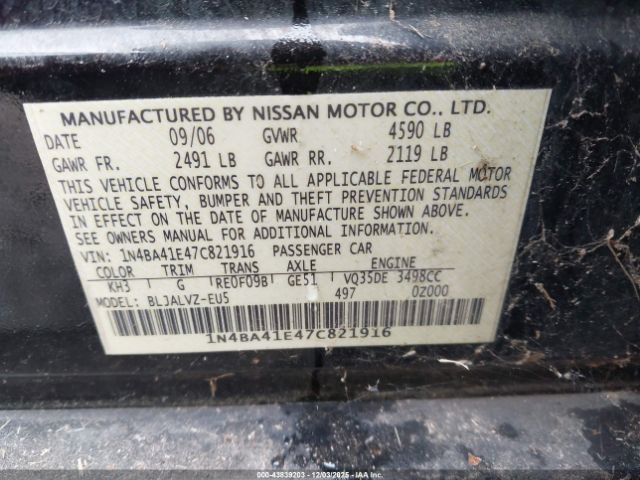 MANUFACTURED BY NISSAN MOTOR CO., LTD.
DATE 09/06 GVWR 4590 LB
GAWR FR. 2491 LB GAWR RR. 2119 LB
THIS VEHICLE CONFORMS TO ALL APPLICABLE FEDERAL MOTOR
VEHICLE SAFETY, BUMPER AND THEFT PREVENTION STANDARDS
IN EFFECT ON THE DATE OF MANUFACTURE SHOWN ABOVE.
SEE OWNERS MANUAL FOR ADDITIONAL INFORMATION.
VIN: 1N4BA41E47C821916 PASSENGER CAR
COLOR TRIM TRANS AXLE ENGINE
KH3 G RE0F09B GE51 VQ35DE 3498CC
MODEL: BLJALVZ-EU5 497 0Z000
1N4BA41E47C821916
000-43839203 - 12/03/2025 - IAA Inc.